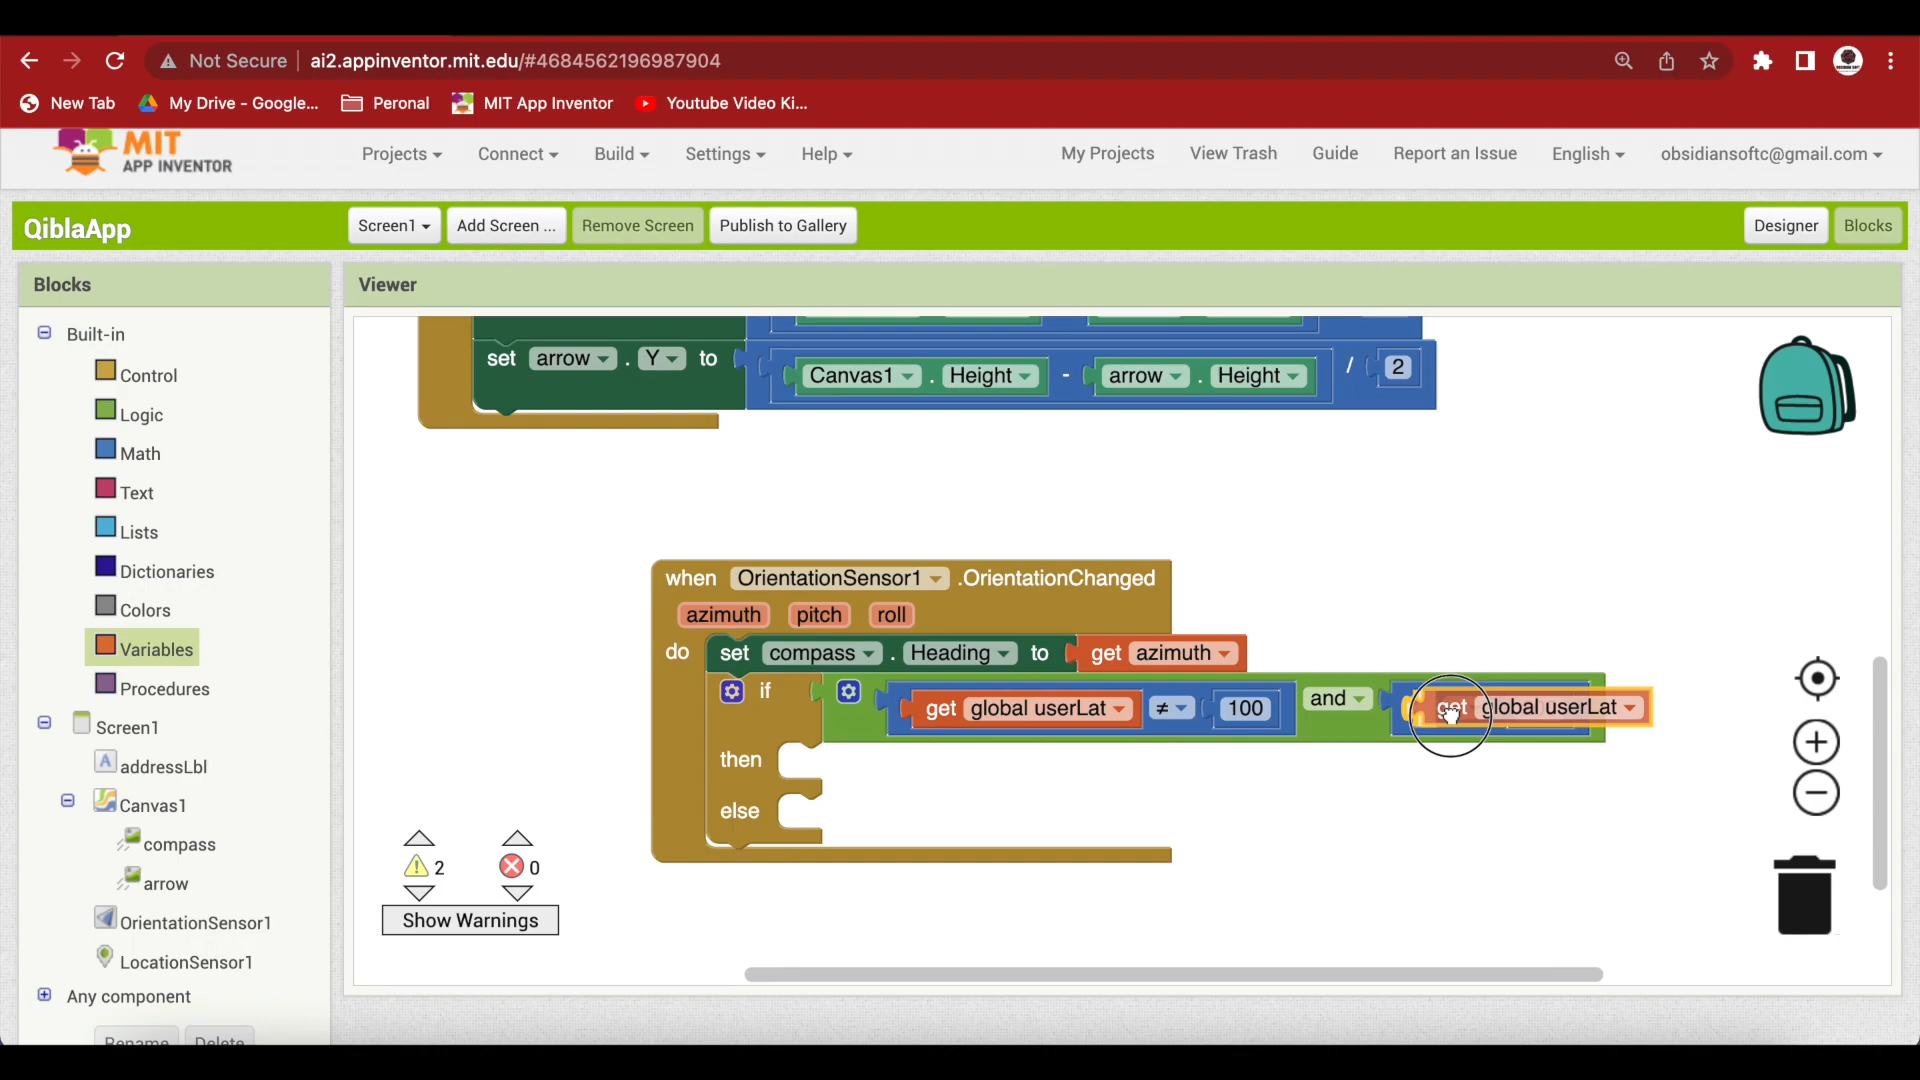 Not Secure
ai2.appinventor.mit.edu/#4684562196987904
New Tab
My Drive - Google...
Peronal
MIT App Inventor
Youtube Video Ki...
MIT
APP INVENTOR
Projects
Connect
Build
Settings
Help
My Projects
View Trash
Guide
Report an Issue
English
obsidiansoftc@gmail.com
QiblaApp
Screen1
Add Screen ...
Remove Screen
Publish to Gallery
Designer
Blocks
Blocks
Built-in
Control
Logic
Math
Text
Lists
Dictionaries
Colors
Variables
Procedures
Screen1
addressLbl
Canvas1
compass
arrow
OrientationSensor1
LocationSensor1
Any component
Rename
Delete
Viewer
set arrow . Y to Canvas1 . Height - arrow . Height / 2
when OrientationSensor1 .OrientationChanged
azimuth pitch roll
do set compass . Heading to get azimuth
if get global userLat ≠ 100 and get global userLat
then
else
2
0
Show Warnings